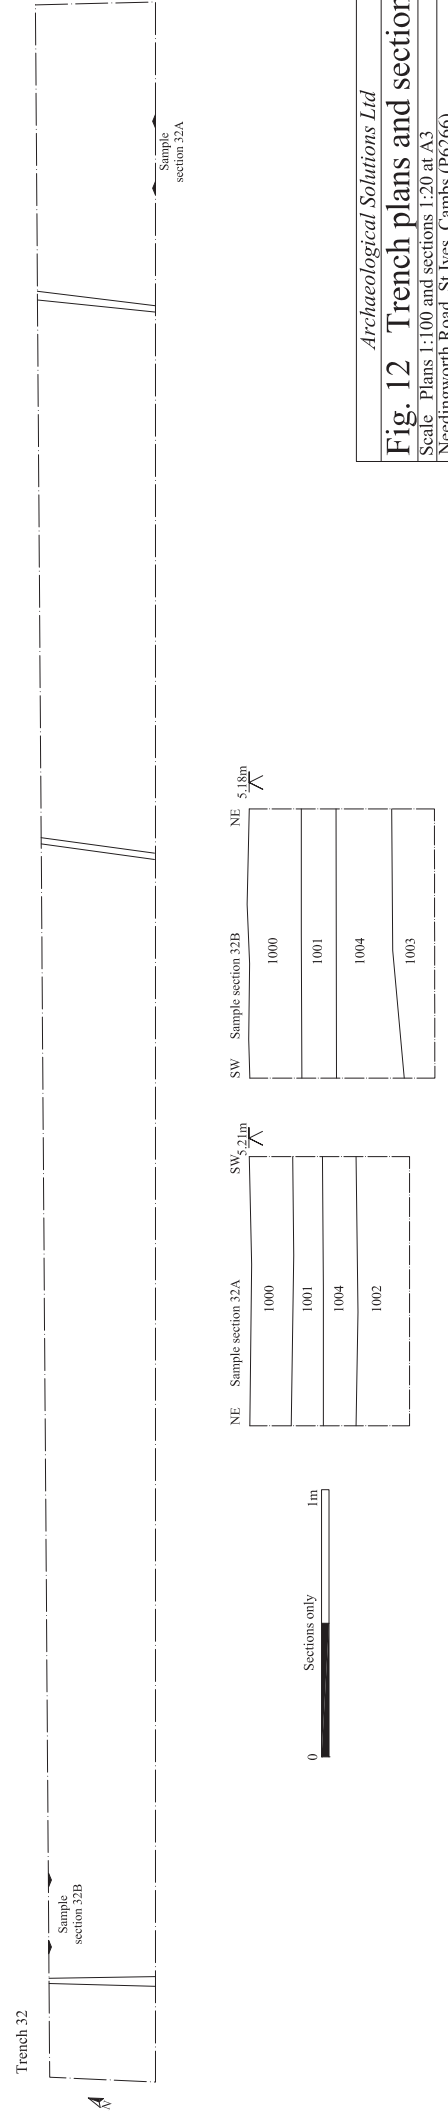 Trench 32
N
Sample
section 32B
Sample
section 32A
0
Sections only
1m
NE
Sample section 32A
SW
5.21m
1000
1001
1004
1002
SW
Sample section 32B
NE
5.18m
1000
1001
1004
1003
Archaeological Solutions Ltd
Fig. 12 Trench plans and section
Scale Plans 1:100 and sections 1:20 at A3
Needingworth Road, St Ives, Cambs (P6266)